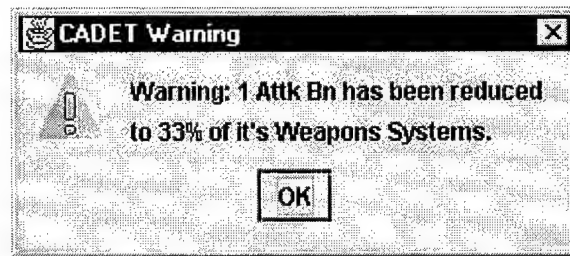 CADET Warning
Warning: 1 Attk Bn has been reduced
to 33% of it's Weapons Systems.
OK